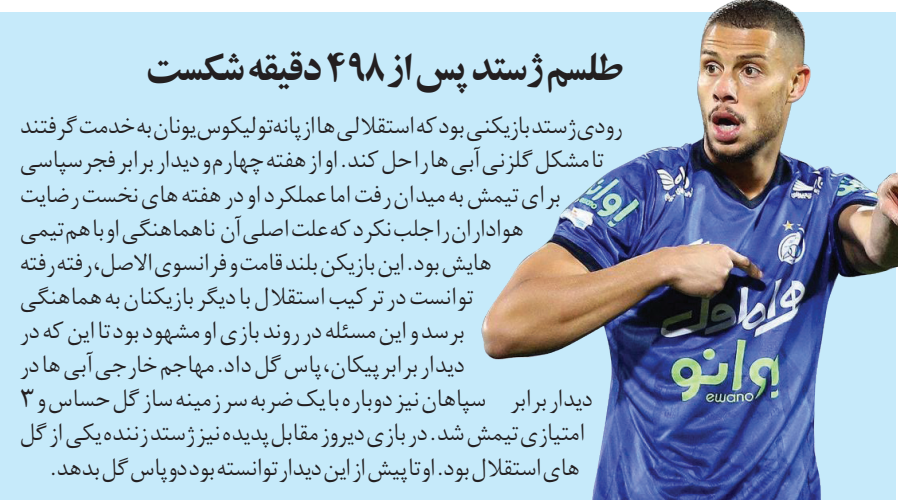 طلسم ژستد پس از ۴۹۸ دقیقه شکست
رودی ژستد بازیکنی بود که استقلالی ها از پانه تولیکوس یونان به خدمت گرفتند
تا مشکل گلزنی آبی ها را حل کند. او از هفته چهارم و دیدار برابر فجرسپاسی
برای تیمش به میدان رفت اما عملکرد او در هفته های نخست رضایت
هواداران را جلب نکرد که علت اصلی آن ناهماهنگی او با هم تیمی
هایش بود. این بازیکن بلند قامت و فرانسوی الاصل، رفته رفته
توانست در ترکیب استقلال با دیگر بازیکنان به هماهنگی
برسد و این مسئله در روند بازی او مشهود بود تا این که در
دیدار برابر پیکان، پاس گل داد. مهاجم خارجی آبی ها در
دیدار برابر سپاهان نیز دوباره با یک ضربه سر زمینه ساز گل حساس و ۳
امتیازی تیمش شد. در بازی دیروز مقابل پدیده نیز ژستد زننده یکی از گل
های استقلال بود. او تا پیش از این دیدار توانسته بود دو پاس گل بدهد.
اوانو
همراه اول
اوانو
ewano